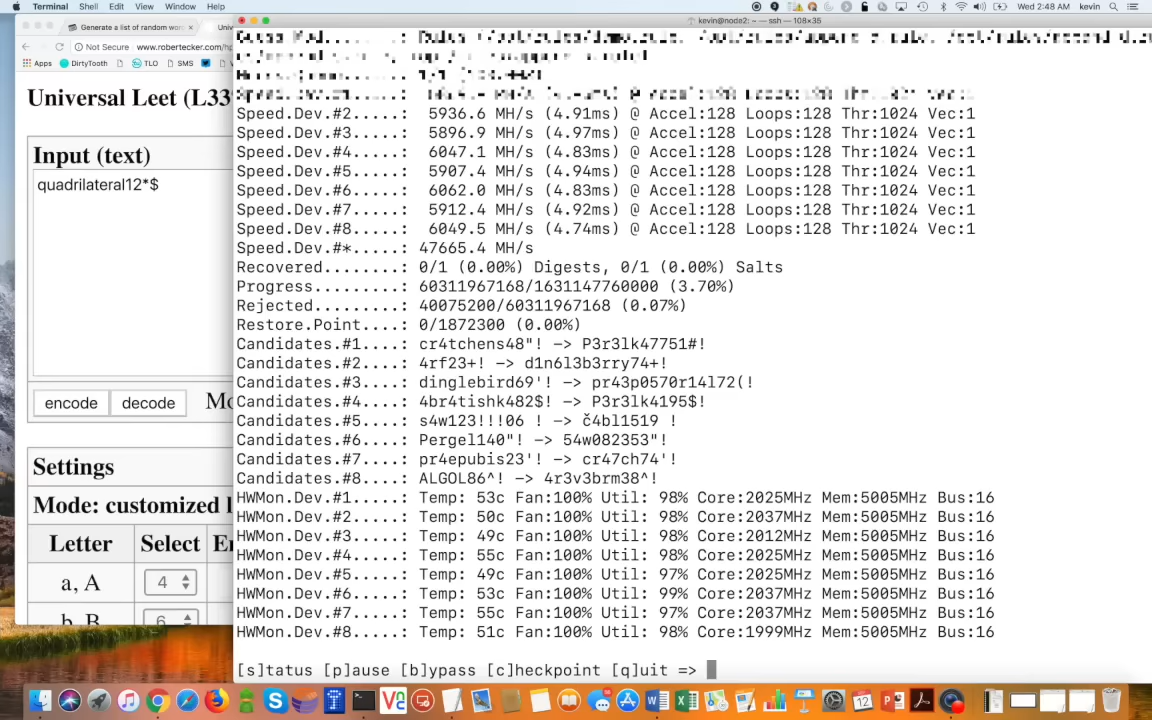 Terminal Shell Edit View Window Help
Wed 2:48 AM kevin
Generate a list of random wor
Univ
kevin@node2: ~ — ssh — 108×35
Not Secure www.robertecker.com/hp
Apps DirtyTooth TLO SMS
Universal Leet (L33
Input (text)
quadrilateral12*$
encode decode Mo
Settings
Mode: customized l
Letter Select En
a, A 4
b, B 6
Speed.Dev.#2.....: 5936.6 MH/s (4.91ms) @ Accel:128 Loops:128 Thr:1024 Vec:1
Speed.Dev.#3.....: 5896.9 MH/s (4.97ms) @ Accel:128 Loops:128 Thr:1024 Vec:1
Speed.Dev.#4.....: 6047.1 MH/s (4.83ms) @ Accel:128 Loops:128 Thr:1024 Vec:1
Speed.Dev.#5.....: 5907.4 MH/s (4.94ms) @ Accel:128 Loops:128 Thr:1024 Vec:1
Speed.Dev.#6.....: 6062.0 MH/s (4.83ms) @ Accel:128 Loops:128 Thr:1024 Vec:1
Speed.Dev.#7.....: 5912.4 MH/s (4.92ms) @ Accel:128 Loops:128 Thr:1024 Vec:1
Speed.Dev.#8.....: 6049.5 MH/s (4.74ms) @ Accel:128 Loops:128 Thr:1024 Vec:1
Speed.Dev.#*.....: 47665.4 MH/s
Recovered........: 0/1 (0.00%) Digests, 0/1 (0.00%) Salts
Progress.........: 60311967168/1631147760000 (3.70%)
Rejected.........: 40075200/60311967168 (0.07%)
Restore.Point....: 0/1872300 (0.00%)
Candidates.#1....: cr4tchens48"! -> P3r3lk47751#!
Candidates.#2....: 4rf23+! -> d1n6l3b3rry74+!
Candidates.#3....: dinglebird69'! -> pr43p0570r14l72(!
Candidates.#4....: 4br4tishk482$! -> P3r3lk4195$!
Candidates.#5....: s4w123!!!06 ! -> č4bl1519 !
Candidates.#6....: Pergel140"! -> 54w082353"!
Candidates.#7....: pr4epubis23'! -> cr47ch74'!
Candidates.#8....: ALGOL86^! -> 4r3v3brm38^!
HWMon.Dev.#1.....: Temp: 53c Fan:100% Util: 98% Core:2025MHz Mem:5005MHz Bus:16
HWMon.Dev.#2.....: Temp: 50c Fan:100% Util: 98% Core:2037MHz Mem:5005MHz Bus:16
HWMon.Dev.#3.....: Temp: 49c Fan:100% Util: 98% Core:2012MHz Mem:5005MHz Bus:16
HWMon.Dev.#4.....: Temp: 55c Fan:100% Util: 98% Core:2025MHz Mem:5005MHz Bus:16
HWMon.Dev.#5.....: Temp: 49c Fan:100% Util: 97% Core:2025MHz Mem:5005MHz Bus:16
HWMon.Dev.#6.....: Temp: 53c Fan:100% Util: 99% Core:2037MHz Mem:5005MHz Bus:16
HWMon.Dev.#7.....: Temp: 55c Fan:100% Util: 97% Core:2037MHz Mem:5005MHz Bus:16
HWMon.Dev.#8.....: Temp: 51c Fan:100% Util: 98% Core:1999MHz Mem:5005MHz Bus:16
[s]tatus [p]ause [b]ypass [c]heckpoint [q]uit =>